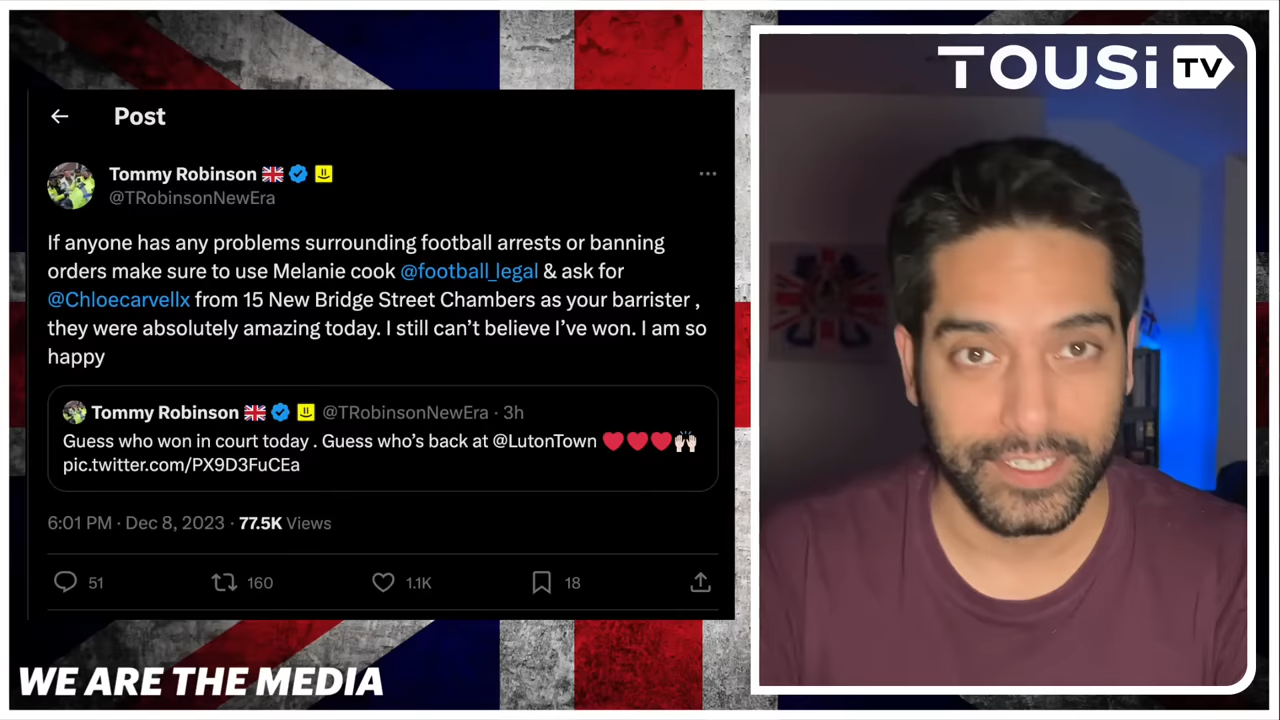 TOUSi TV
Post
Tommy Robinson
@TRobinsonNewEra
If anyone has any problems surrounding football arrests or banning
orders make sure to use Melanie cook @football_legal & ask for
@Chloecarvellx from 15 New Bridge Street Chambers as your barrister ,
they were absolutely amazing today. I still can’t believe I’ve won. I am so
happy
Tommy Robinson @TRobinsonNewEra · 3h
Guess who won in court today . Guess who’s back at @LutonTown ❤️❤️❤️🙌🏻
pic.twitter.com/PX9D3FuCEa
6:01 PM · Dec 8, 2023 · 77.5K Views
51 160 1.1K 18
WE ARE THE MEDIA